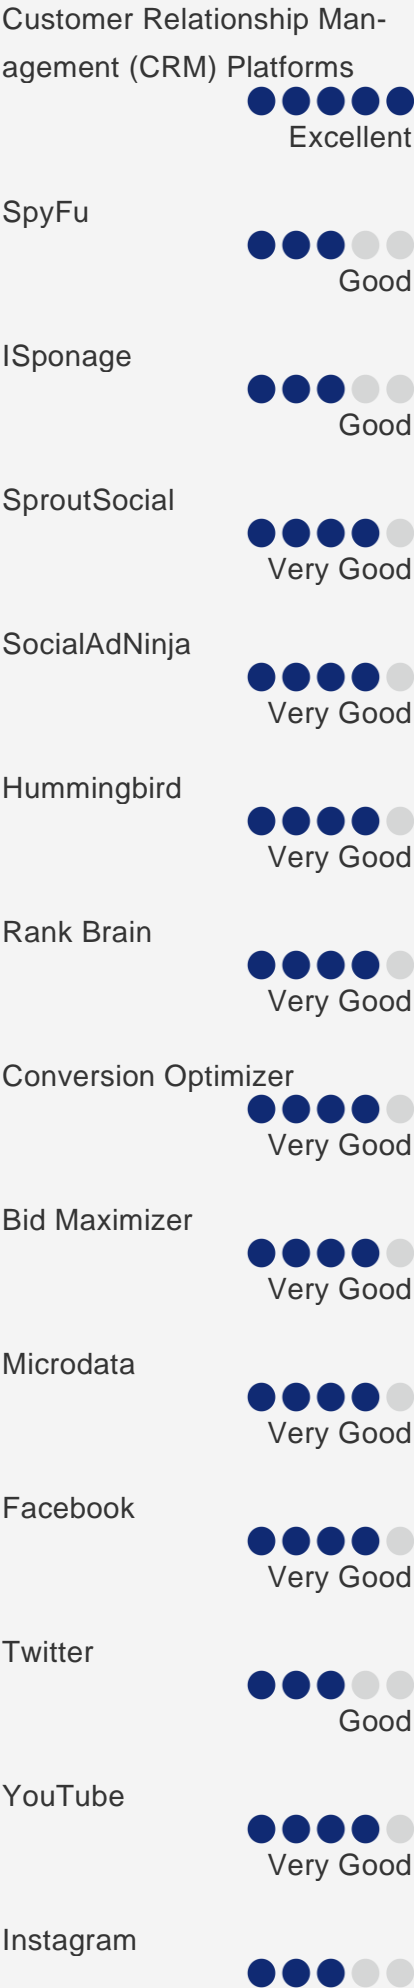 Customer Relationship Man-
agement (CRM) Platforms
Excellent
SpyFu
Good
ISponage
Good
SproutSocial
Very Good
SocialAdNinja
Very Good
Hummingbird
Very Good
Rank Brain
Very Good
Conversion Optimizer
Very Good
Bid Maximizer
Very Good
Microdata
Very Good
Facebook
Very Good
Twitter
Good
YouTube
Very Good
Instagram